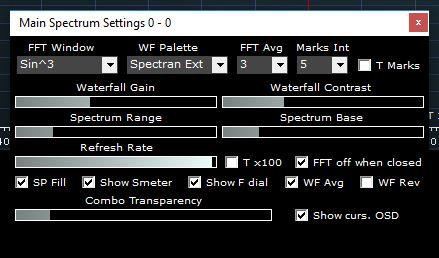 Main Spectrum Settings 0 - 0 x
FFT Window WF Palette FFT Avg Marks Int
Sin^3 Spectran Ext 3 5 T Marks
Waterfall Gain Waterfall Contrast
Spectrum Range Spectrum Base
Refresh Rate
T x100 FFT off when closed
SP Fill Show Smeter Show F dial WF Avg WF Rev
Combo Transparency
Show curs. OSD